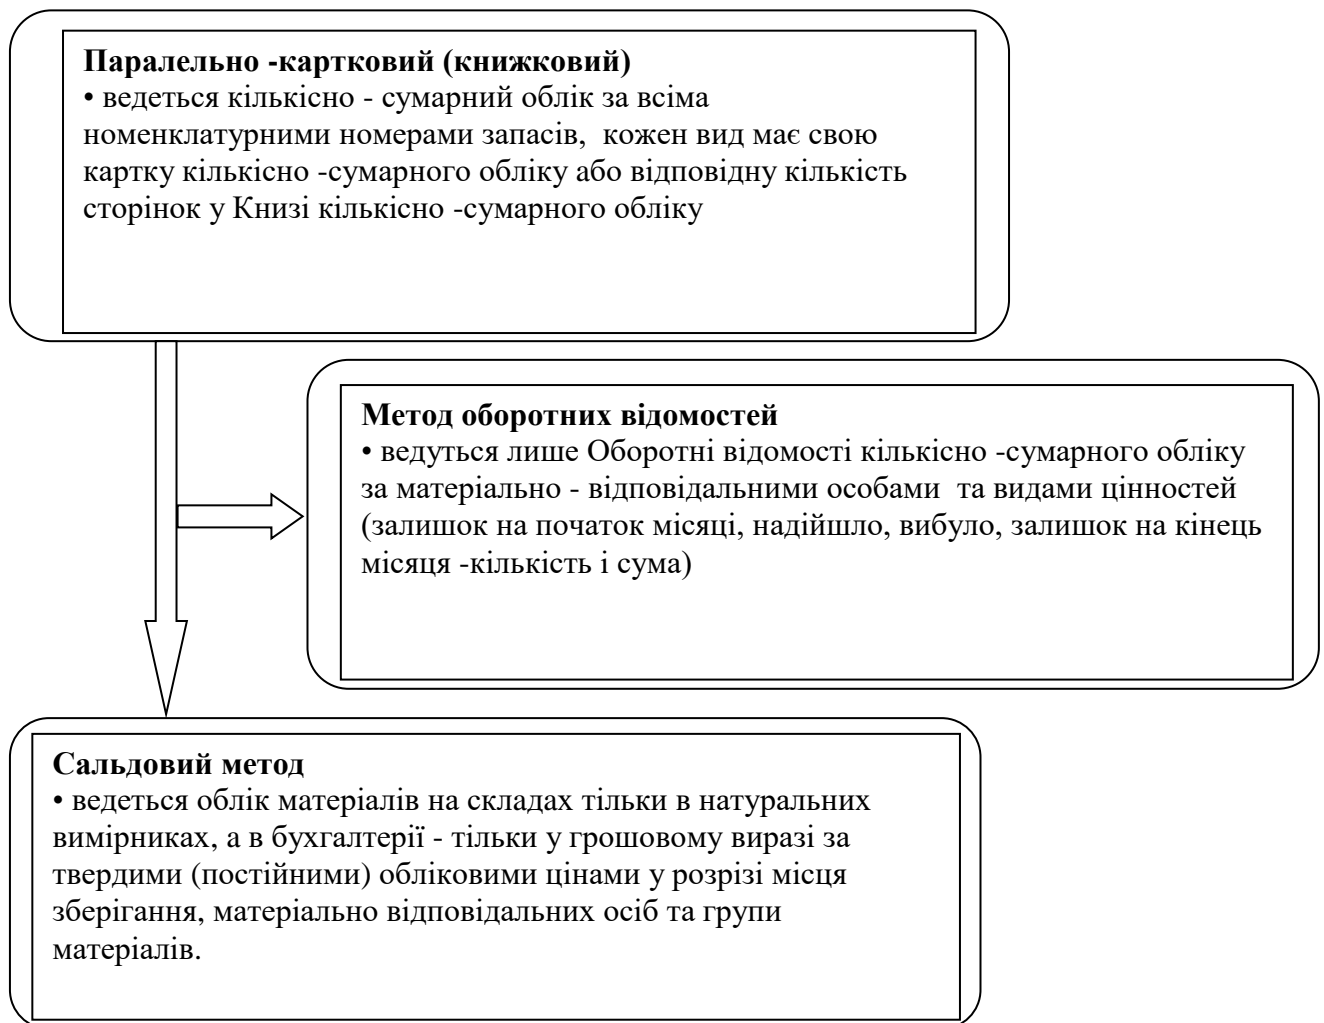 Паралельно -картковий (книжковий)
• ведеться кількісно - сумарний облік за всіма
номенклатурними номерами запасів,  кожен вид має свою
картку кількісно -сумарного обліку або відповідну кількість
сторінок у Книзі кількісно -сумарного обліку
Метод оборотних відомостей
• ведуться лише Оборотні відомості кількісно -сумарного обліку
за матеріально - відповідальними особами  та видами цінностей
(залишок на початок місяці, надійшло, вибуло, залишок на кінець
місяця -кількість і сума)
Сальдовий метод
• ведеться облік матеріалів на складах тільки в натуральних
вимірниках, а в бухгалтерії - тільки у грошовому виразі за
твердими (постійними) обліковими цінами у розрізі місця
зберігання, матеріально відповідальних осіб та групи
матеріалів.